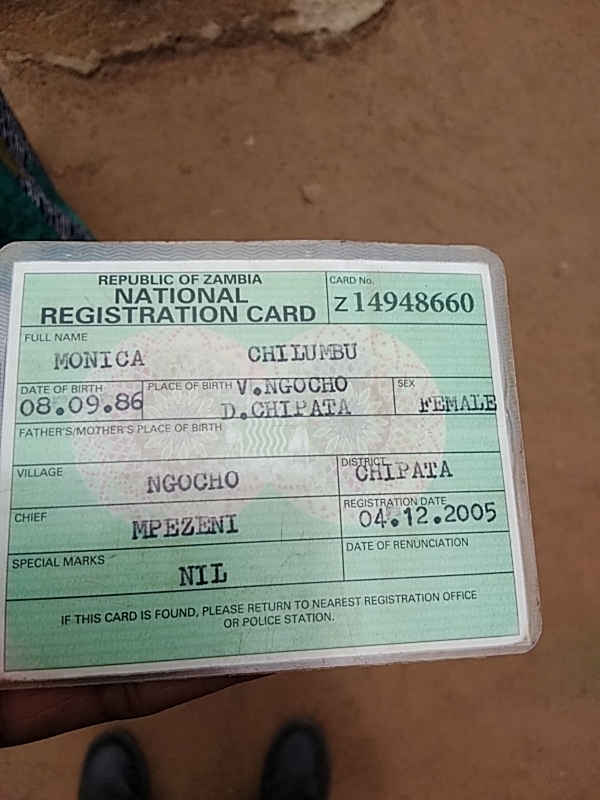 REPUBLIC OF ZAMBIA
NATIONAL
REGISTRATION CARD
CARD No.
Z14948660
FULL NAME
MONICA CHILUMBU
DATE OF BIRTH
08.09.86
PLACE OF BIRTH V.NGOCHO
D.CHIPATA
SEX
FEMALE
FATHER'S/MOTHER'S PLACE OF BIRTH
VILLAGE
NGOCHO
DISTRICT
CHIPATA
CHIEF
MPEZENI
REGISTRATION DATE
04.12.2005
SPECIAL MARKS
NIL
DATE OF RENUNCIATION
IF THIS CARD IS FOUND, PLEASE RETURN TO NEAREST REGISTRATION OFFICE
OR POLICE STATION.